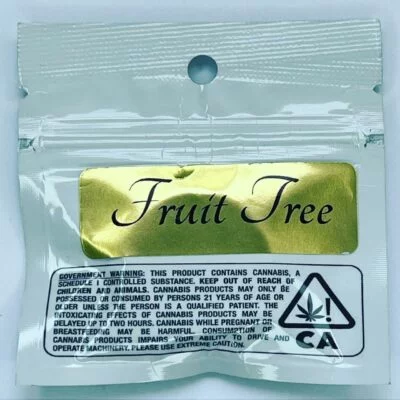 Fruit Tree
GOVERNMENT WARNING: THIS PRODUCT CONTAINS CANNABIS, A
SCHEDULE I CONTROLLED SUBSTANCE. KEEP OUT OF REACH OF
CHILDREN AND ANIMALS. CANNABIS PRODUCTS MAY ONLY BE
POSSESSED OR CONSUMED BY PERSONS 21 YEARS OF AGE OR
OLDER UNLESS THE PERSON IS A QUALIFIED PATIENT. THE
INTOXICATING EFFECTS OF CANNABIS PRODUCTS MAY BE
DELAYED UP TO TWO HOURS. CANNABIS WHILE PREGNANT OR
BREASTFEEDING MAY BE HARMFUL. CONSUMPTION OF
CANNABIS PRODUCTS IMPAIRS YOUR ABILITY TO DRIVE AND
OPERATE MACHINERY. PLEASE USE EXTREME CAUTION.
!
CA